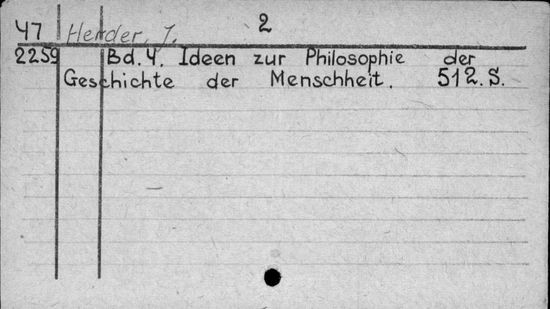 47 Herder, J. 2
2259 Bd. 4. Ideen zur Philosophie der
Geschichte der Menschheit. 512. S.